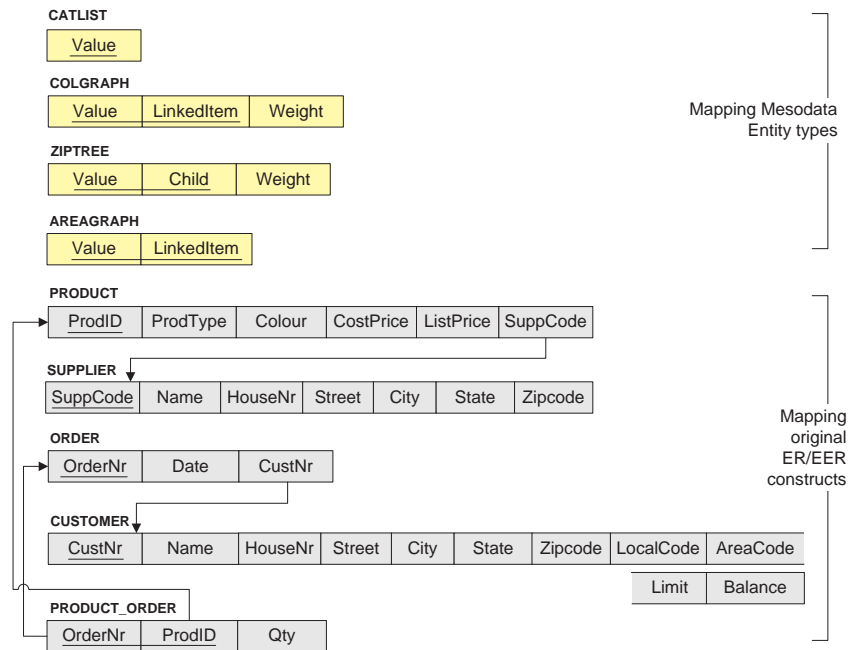 CATLIST
Value
COLGRAPH
Value LinkedItem Weight
Mapping Mesodata
Entity types
ZIPTREE
Value Child Weight
AREAGRAPH
Value LinkedItem
PRODUCT
ProdID ProdType Colour CostPrice ListPrice SuppCode
SUPPLIER
SuppCode Name HouseNr Street City State Zipcode
Mapping
original
ER/EER
constructs
ORDER
OrderNr Date CustNr
CUSTOMER
CustNr Name HouseNr Street City State Zipcode LocalCode AreaCode
Limit Balance
PRODUCT_ORDER
OrderNr ProdID Qty